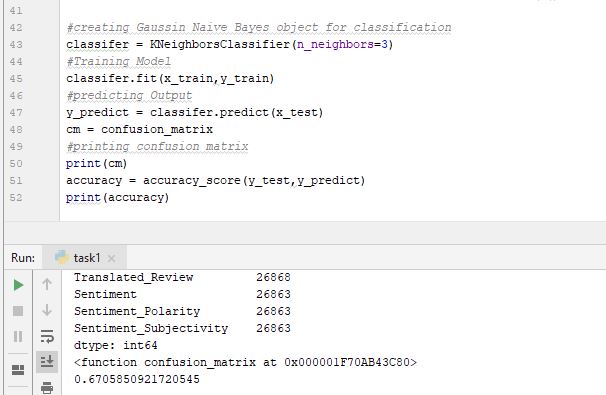 41
42 #creating Gaussin Naive Bayes object for classification
43 classifer = KNeighborsClassifier(n_neighbors=3)
44 #Training Model
45 classifer.fit(x_train,y_train)
46 #predicting Output
47 y_predict = classifer.predict(x_test)
48 cm = confusion_matrix
49 #printing confusion matrix
50 print(cm)
51 accuracy = accuracy_score(y_test,y_predict)
52 print(accuracy)
Run: task1 ×
Translated_Review 26868
Sentiment 26863
Sentiment_Polarity 26863
Sentiment_Subjectivity 26863
dtype: int64
<function confusion_matrix at 0x000001F70AB43C80>
0.6705850921720545